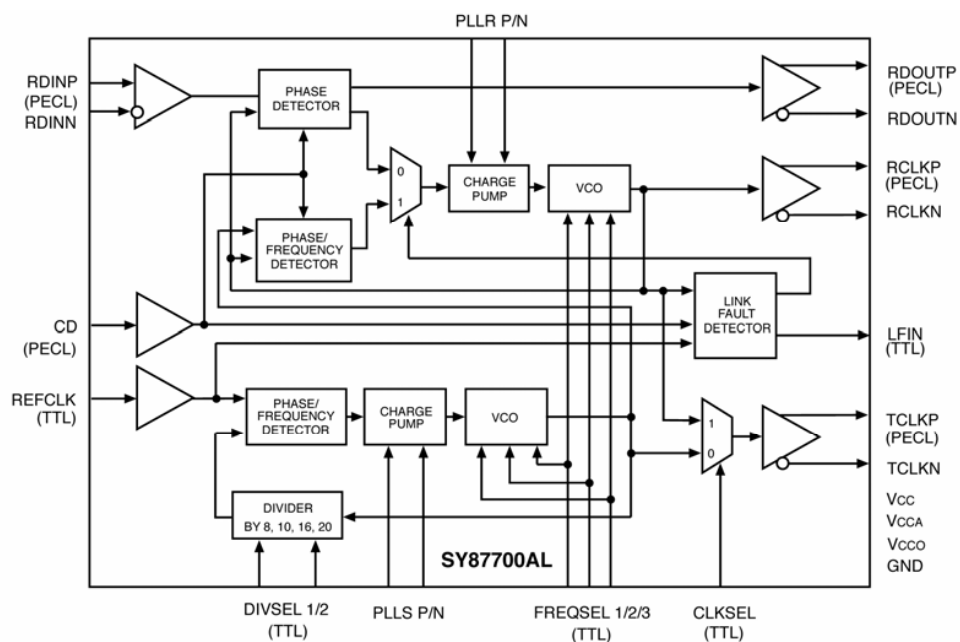 PLLR P/N
RDINP
(PECL)
RDINN
PHASE
DETECTOR
RDOUTP
(PECL)
RDOUTN
0
1
CHARGE
PUMP
VCO
RCLKP
(PECL)
RCLKN
PHASE/
FREQUENCY
DETECTOR
CD
(PECL)
LINK
FAULT
DETECTOR
LFIN
(TTL)
REFCLK
(TTL)
PHASE/
FREQUENCY
DETECTOR
CHARGE
PUMP
VCO
1
0
TCLKP
(PECL)
TCLKN
DIVIDER
BY 8, 10, 16, 20
SY87700AL
VCC
VCCA
VCCO
GND
DIVSEL 1/2
(TTL)
PLLS P/N
FREQSEL 1/2/3
(TTL)
CLKSEL
(TTL)